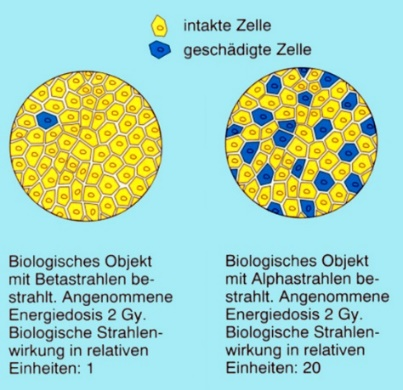 intakte Zelle
geschädigte Zelle
Biologisches Objekt
mit Betastrahlen be-
strahlt. Angenommene
Energiedosis 2 Gy.
Biologische Strahlen-
wirkung in relativen
Einheiten: 1
Biologisches Objekt
mit Alphastrahlen be-
strahlt. Angenommene
Energiedosis 2 Gy.
Biologische Strahlen-
wirkung in relativen
Einheiten: 20